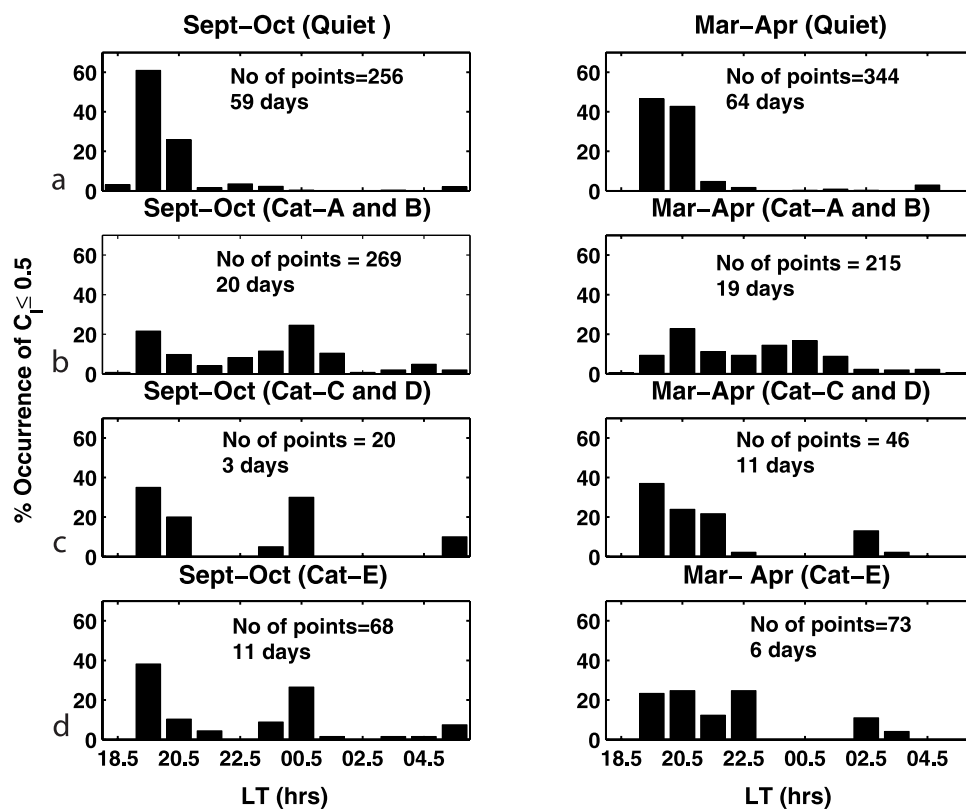 Sept−Oct (Quiet )
Mar−Apr (Quiet)
60
40
20
0
No of points=256
59 days
a
60
40
20
0
No of points=344
64 days
Sept−Oct (Cat−A and B)
Mar−Apr (Cat−A and B)
60
40
20
0
No of points = 269
20 days
b
60
40
20
0
No of points = 215
19 days
% Occurrence of C_l ≤ 0.5
Sept−Oct (Cat−C and D)
Mar−Apr (Cat−C and D)
60
40
20
0
No of points = 20
3 days
c
60
40
20
0
No of points = 46
11 days
Sept−Oct (Cat−E)
Mar− Apr (Cat−E)
60
40
20
0
No of points=68
11 days
d
60
40
20
0
No of points=73
6 days
18.5 20.5 22.5 00.5 02.5 04.5
18.5 20.5 22.5 00.5 02.5 04.5
LT (hrs)
LT (hrs)